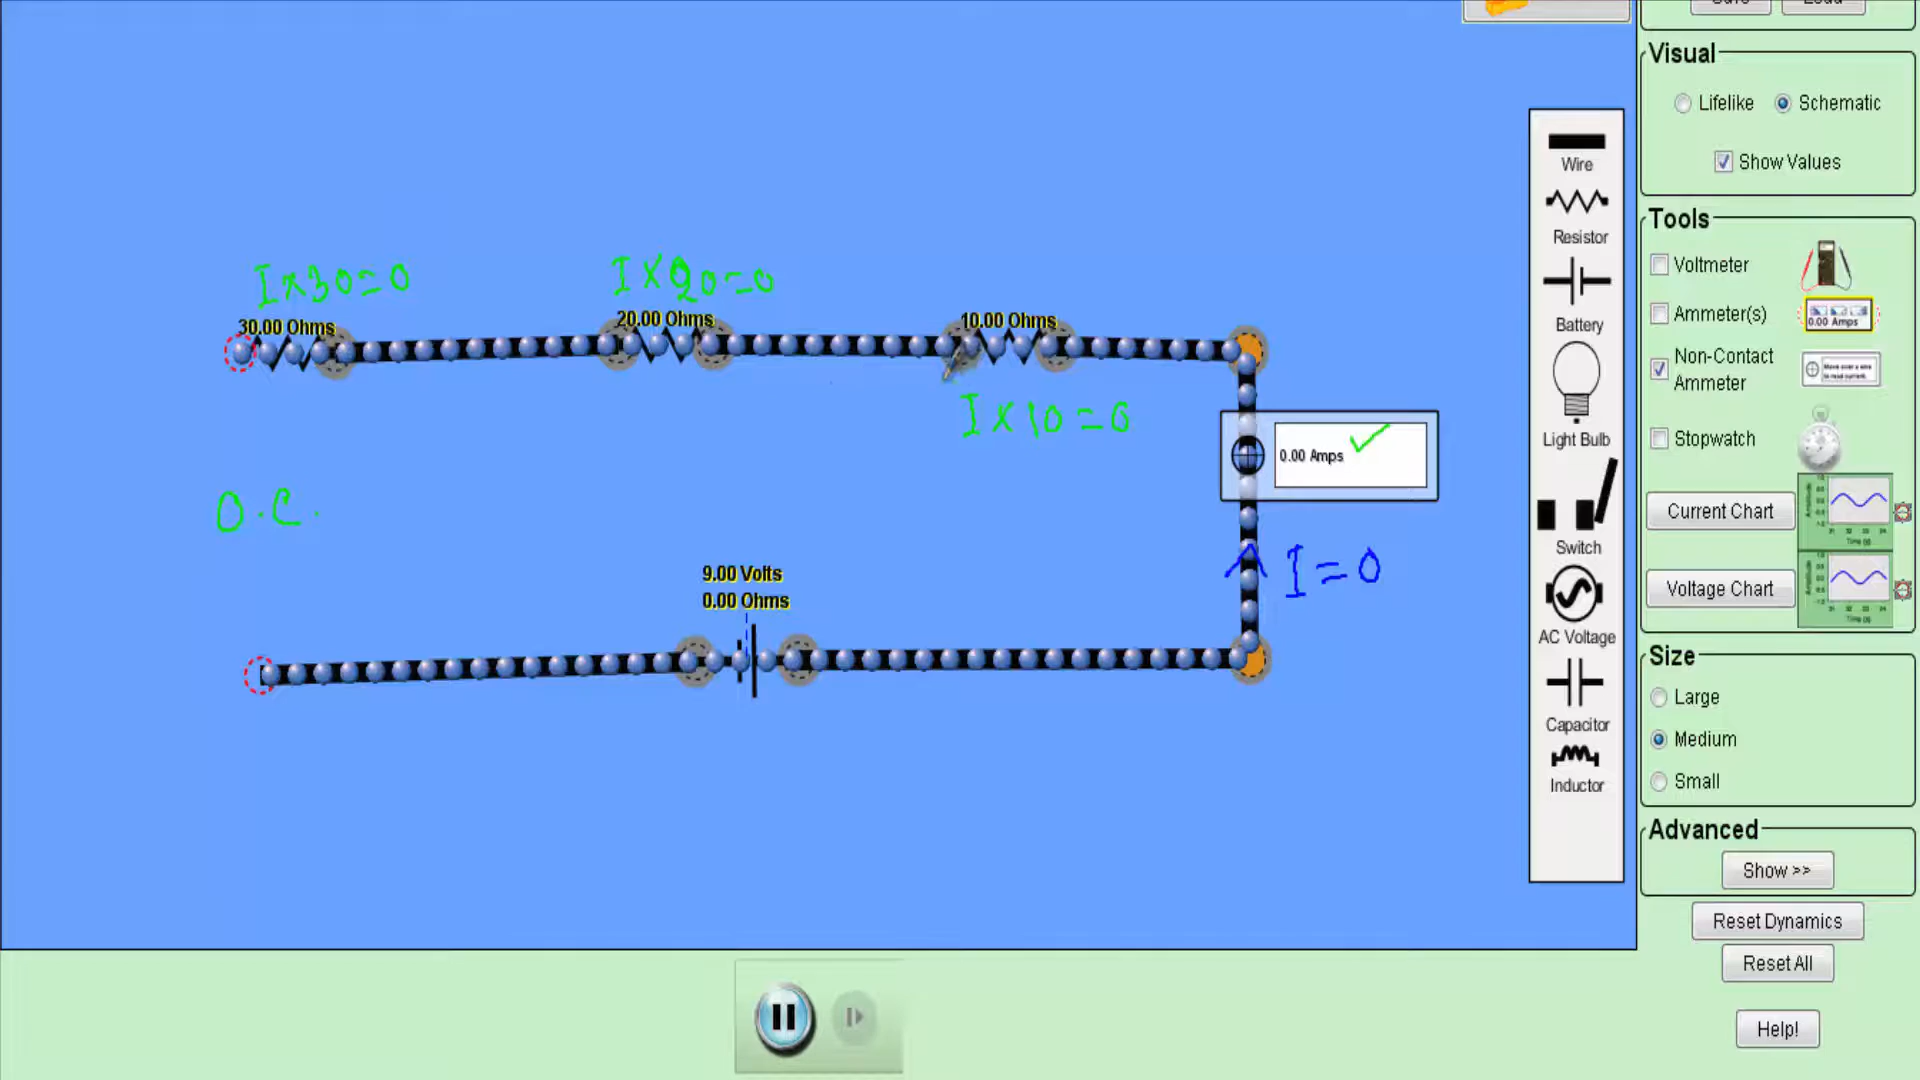 Visual
Lifelike
Schematic
Show Values
Tools
Voltmeter
Ammeter(s)
0.00 Amps
Non-Contact
Ammeter
Stopwatch
Current Chart
Voltage Chart
Size
Large
Medium
Small
Advanced
Show >>
Reset Dynamics
Reset All
Help!
Wire
Resistor
Battery
Light Bulb
Switch
AC Voltage
Capacitor
Inductor
I×30=0
30.00 Ohms
I×20=0
20.00 Ohms
10.00 Ohms
I×10=0
0.00 Amps
O.C.
I=0
9.00 Volts
0.00 Ohms